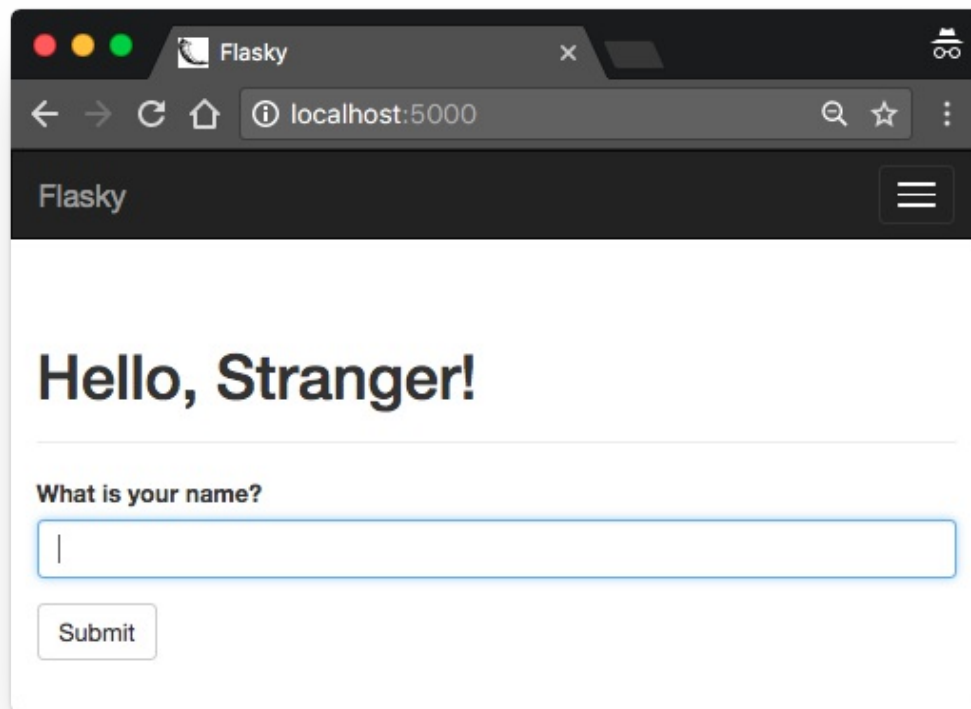 Flasky
localhost:5000
Flasky
Hello, Stranger!
What is your name?
Submit